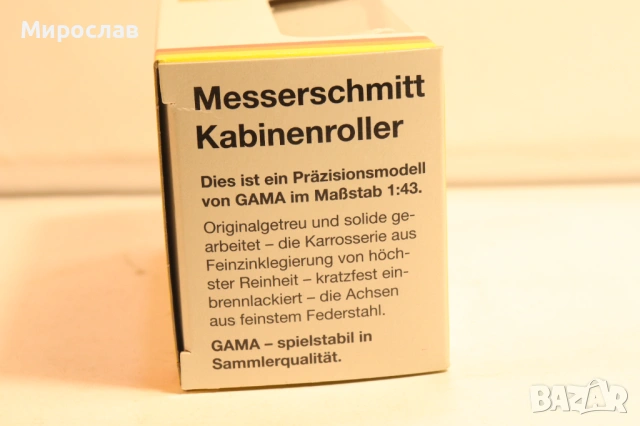 Мирослав
Messerschmitt
Kabinenroller
Dies ist ein Präzisionsmodell
von GAMA im Maßstab 1:43.
Originalgetreu und solide ge-
arbeitet – die Karrosserie aus
Feinzinklegierung von höch-
ster Reinheit – kratzfest ein-
brennlackiert – die Achsen
aus feinstem Federstahl.
GAMA – spielstabil in
Sammlerqualität.
BAZAR